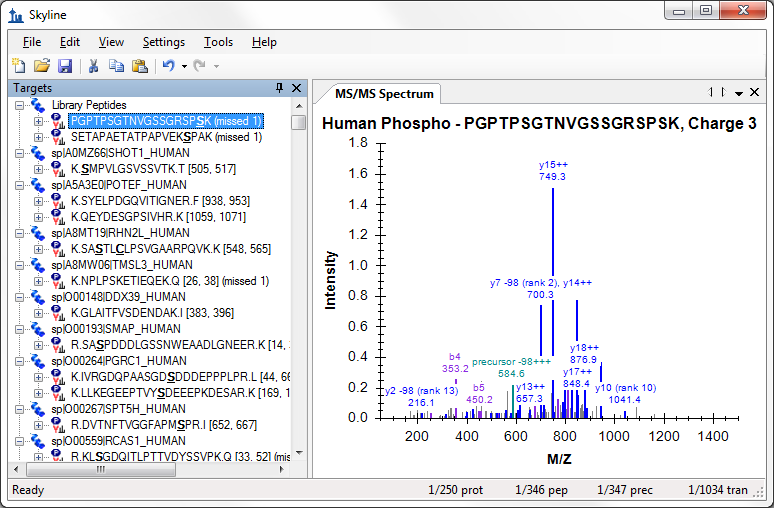 Skyline
File Edit View Settings Tools Help
Targets
Library Peptides
PGPTPSGTNVGSSGRSPSK (missed 1)
SETAPAETATPAPVEKSPAK (missed 1)
sp|A0MZ66|SHOT1_HUMAN
K.SMPVLGSVSSVTK.T [505, 517]
sp|A5A3E0|POTEF_HUMAN
K.SYELPDGQVITIGNER.F [938, 953]
K.QEYDESGPSIVHR.K [1059, 1071]
sp|A8MT19|RHN2L_HUMAN
K.SASTLCLPSVGAARPQVK.K [548, 565]
sp|A8MW06|TMSL3_HUMAN
K.NPLPSKETIEQEK.Q [26, 38] (missed 1)
sp|O00148|DDX39_HUMAN
K.GLAITFVSDENDAK.I [383, 396]
sp|O00193|SMAP_HUMAN
R.SASPDDDLGSSNWEAADLGNEER.K [14,
sp|O00264|PGRC1_HUMAN
K.IVRGDQPAASGDSDDDEPPPLPR.L [44, 66
K.LLKEGEEPTVYSDEEEPKDESAR.K [169, 1
sp|O00267|SPT5H_HUMAN
R.DVTNFTVGGFAPMSPR.I [652, 667]
sp|O00559|RCAS1_HUMAN
R.KLSGDQITLPTTVDYSSVPK.Q [33, 52] (mis
MS/MS Spectrum
Human Phospho - PGPTPSGTNVGSSGRSPSK, Charge 3
1.8
1.6
1.4
1.2
1.0
0.8
0.6
0.4
0.2
0.0
Intensity
y15++
749.3
y7 -98 (rank 2), y14++
700.3
y18++
876.9
b4
353.2
precursor -98+++
584.6
y17++
848.4
y2 -98 (rank 13)
216.1
b5
450.2
y13++
657.3
y10 (rank 10)
1041.4
200 400 600 800 1000 1200 1400
M/Z
Ready 1/250 prot 1/346 pep 1/347 prec 1/1034 tran